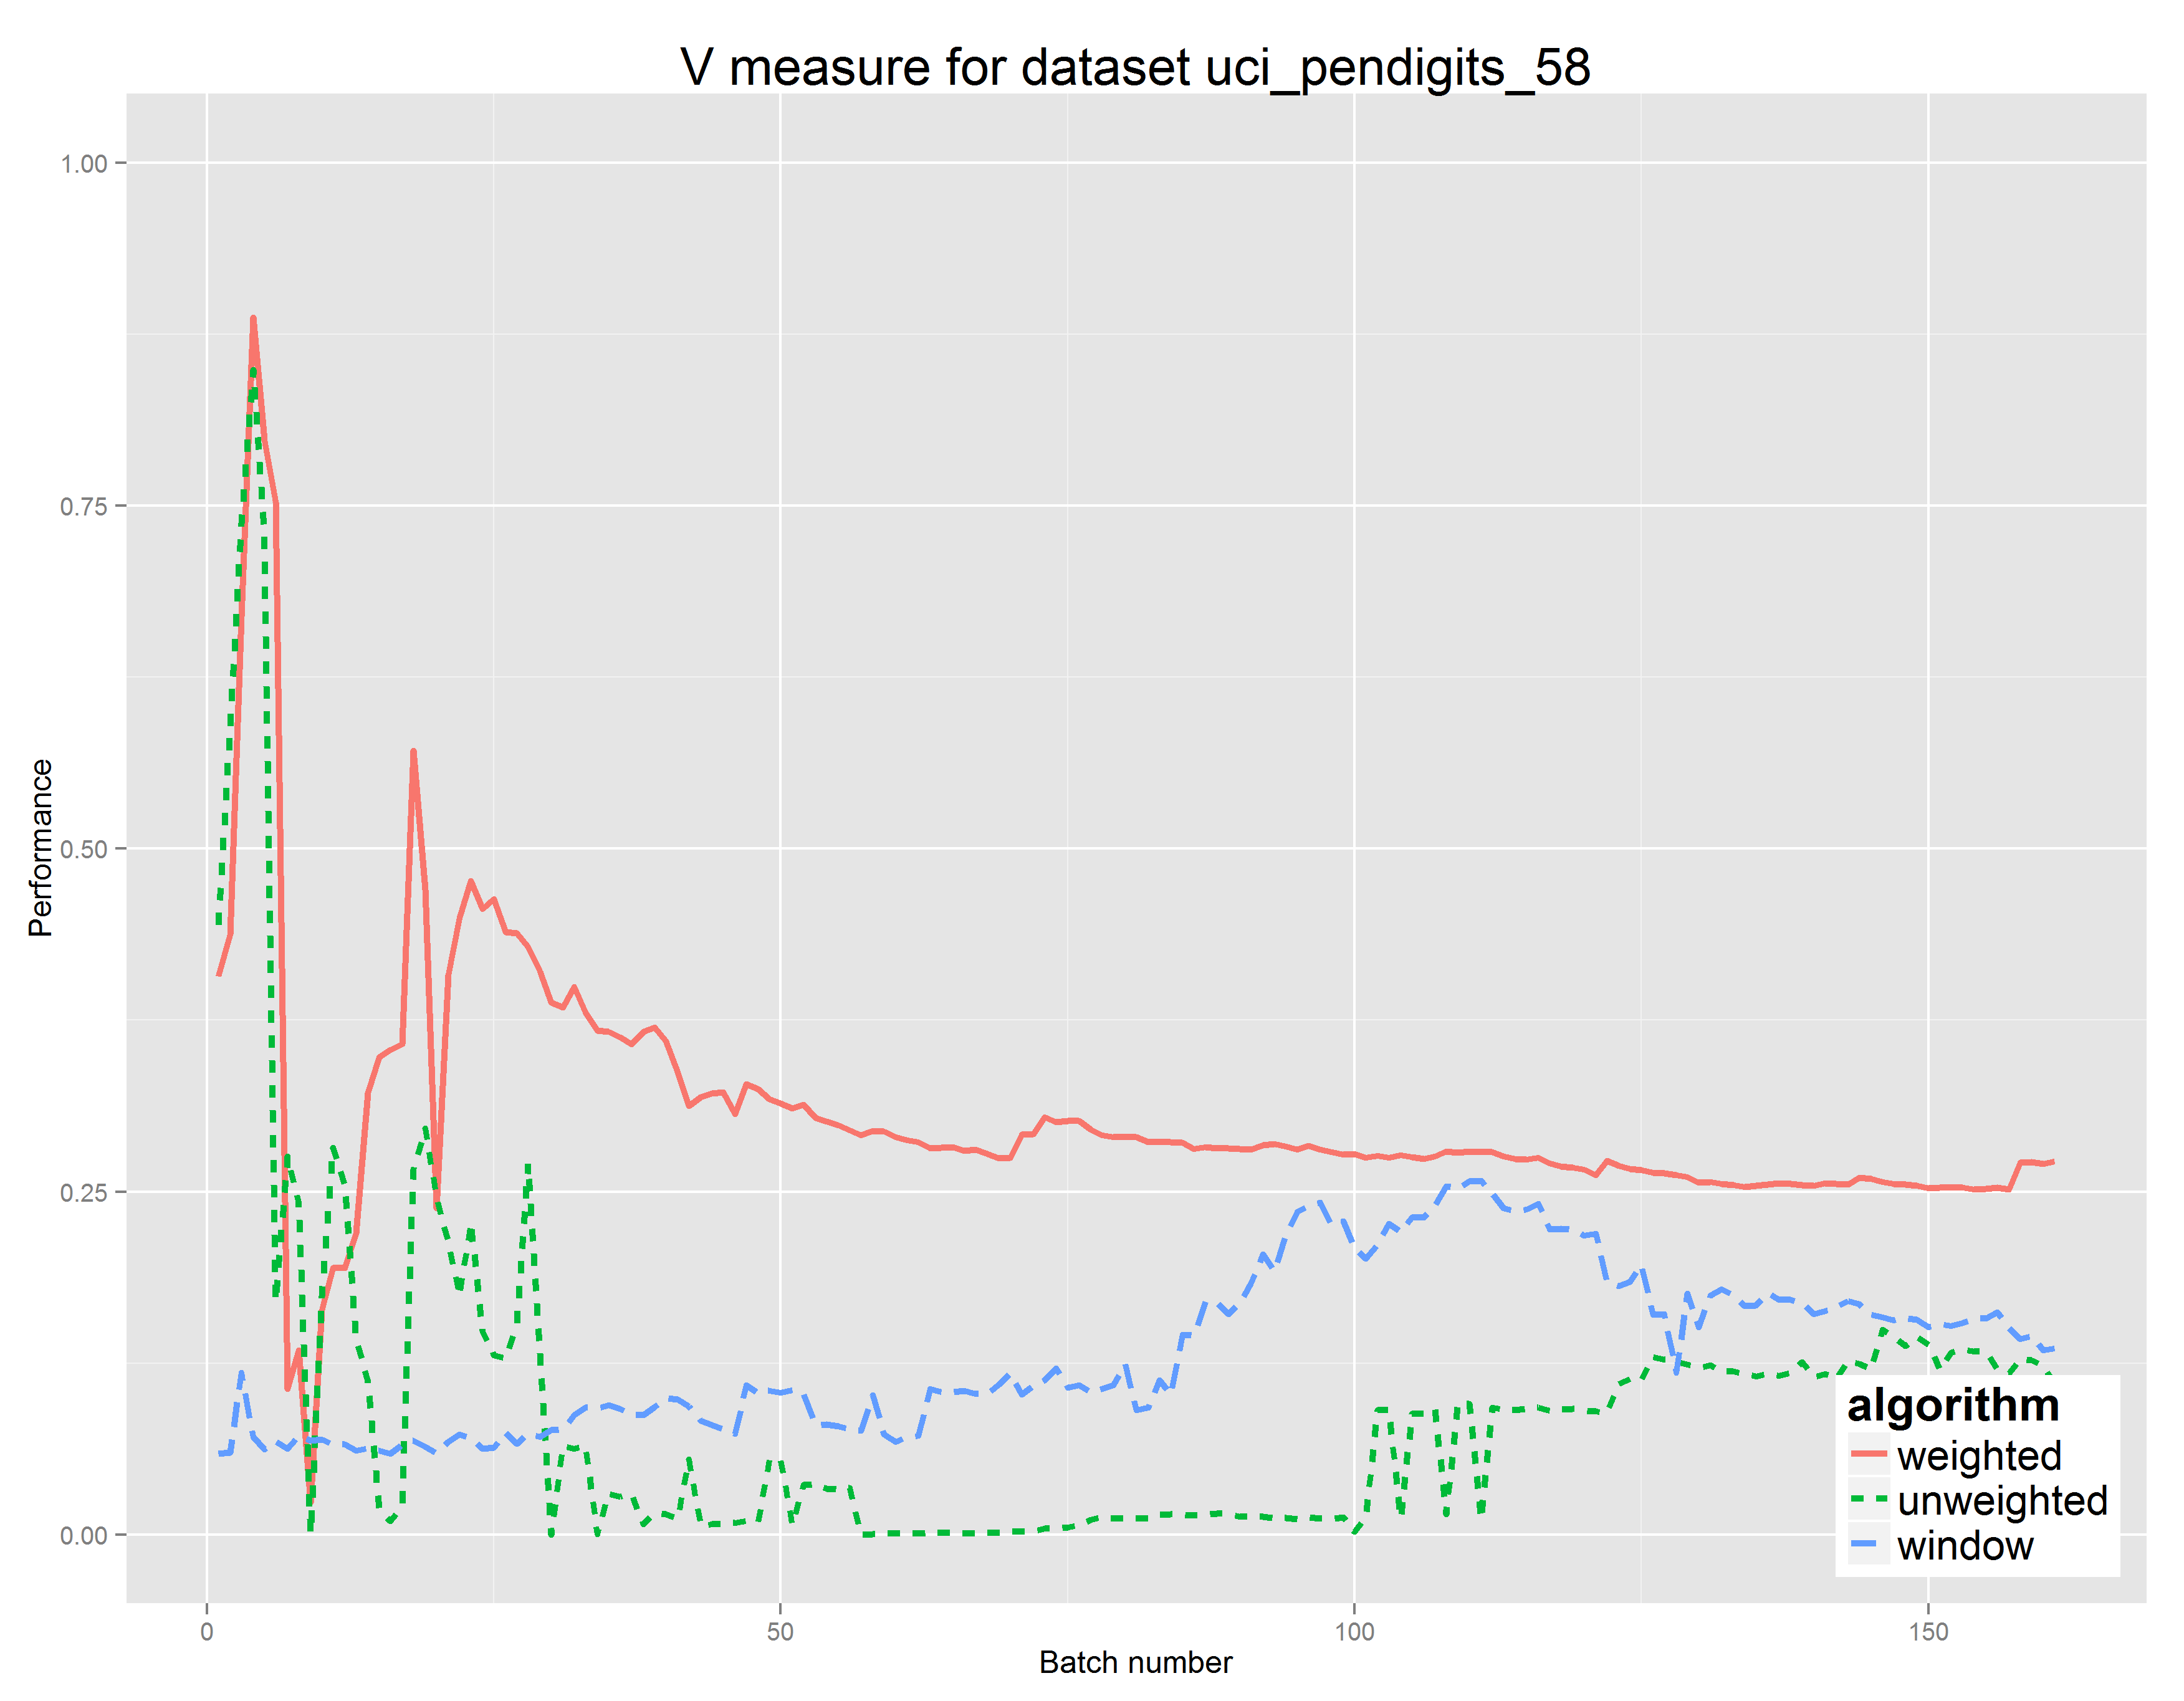 V measure for dataset uci_pendigits_58
1.00
0.75
0.50
0.25
0.00
Performance
0
50
100
150
Batch number
algorithm
weighted
unweighted
window